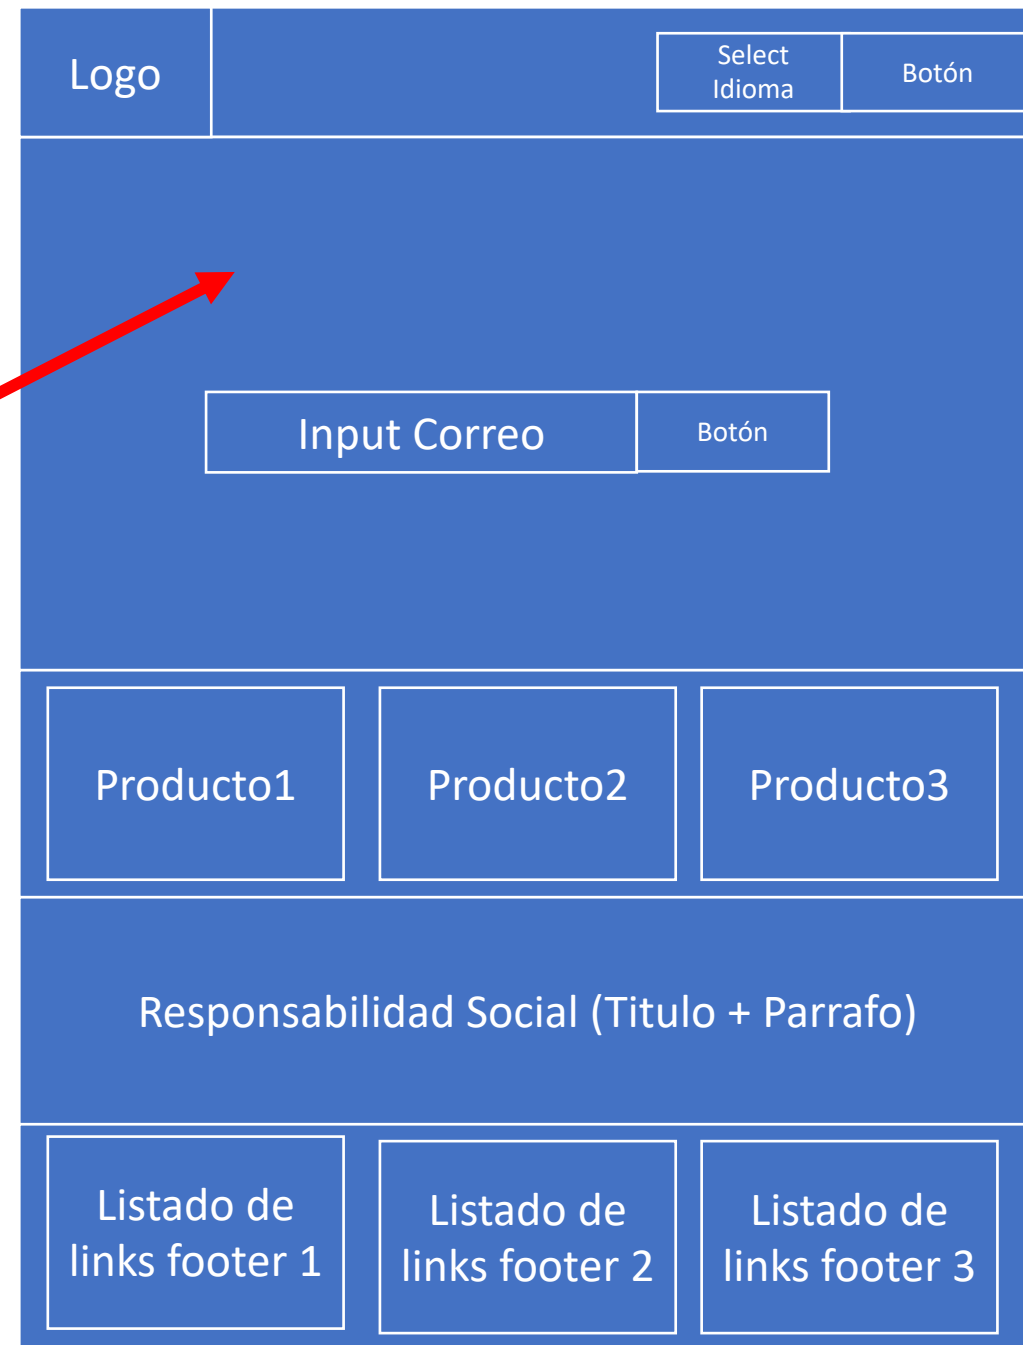 Logo
Select
Idioma
Botón
Input Correo
Botón
Producto1
Producto2
Producto3
Responsabilidad Social (Titulo + Parrafo)
Listado de
links footer 1
Listado de
links footer 2
Listado de
links footer 3